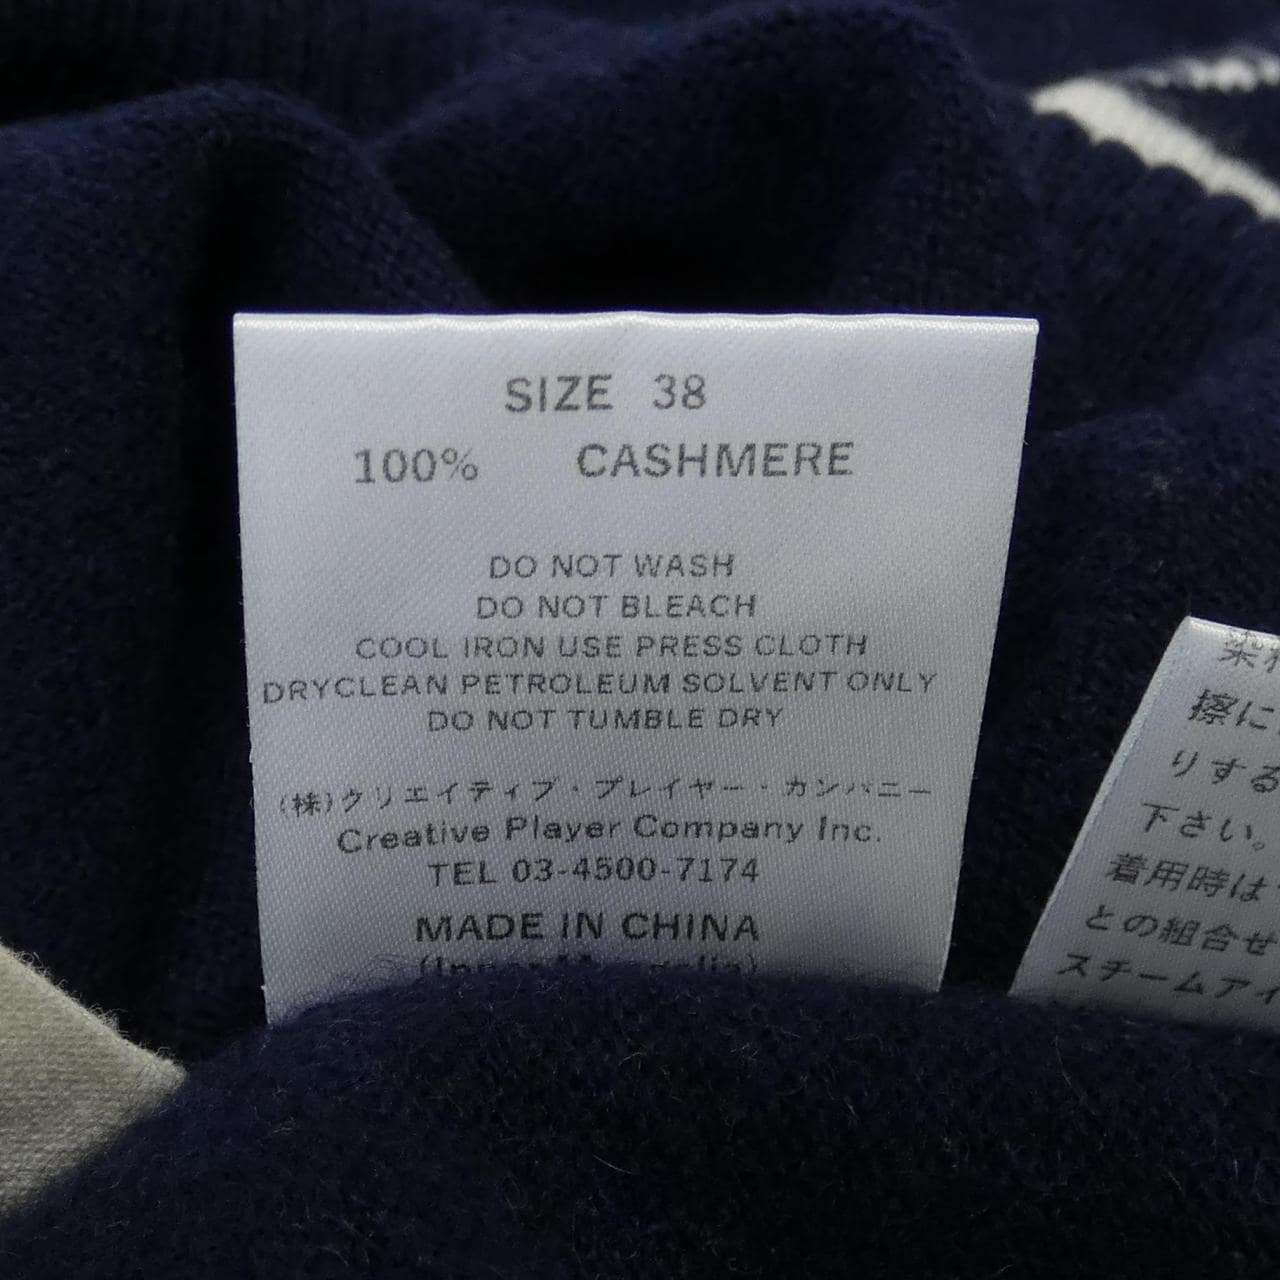 SIZE 38
100% CASHMERE
DO NOT WASH
DO NOT BLEACH
COOL IRON USE PRESS CLOTH
DRYCLEAN PETROLEUM SOLVENT ONLY
DO NOT TUMBLE DRY
(株)クリエイティブ・プレイヤー・カンパニー
Creative Player Company Inc.
TEL 03-4500-7174
MADE IN CHINA
擦に
りする
下さい。
着用時は
との組合せ
スチームアイ